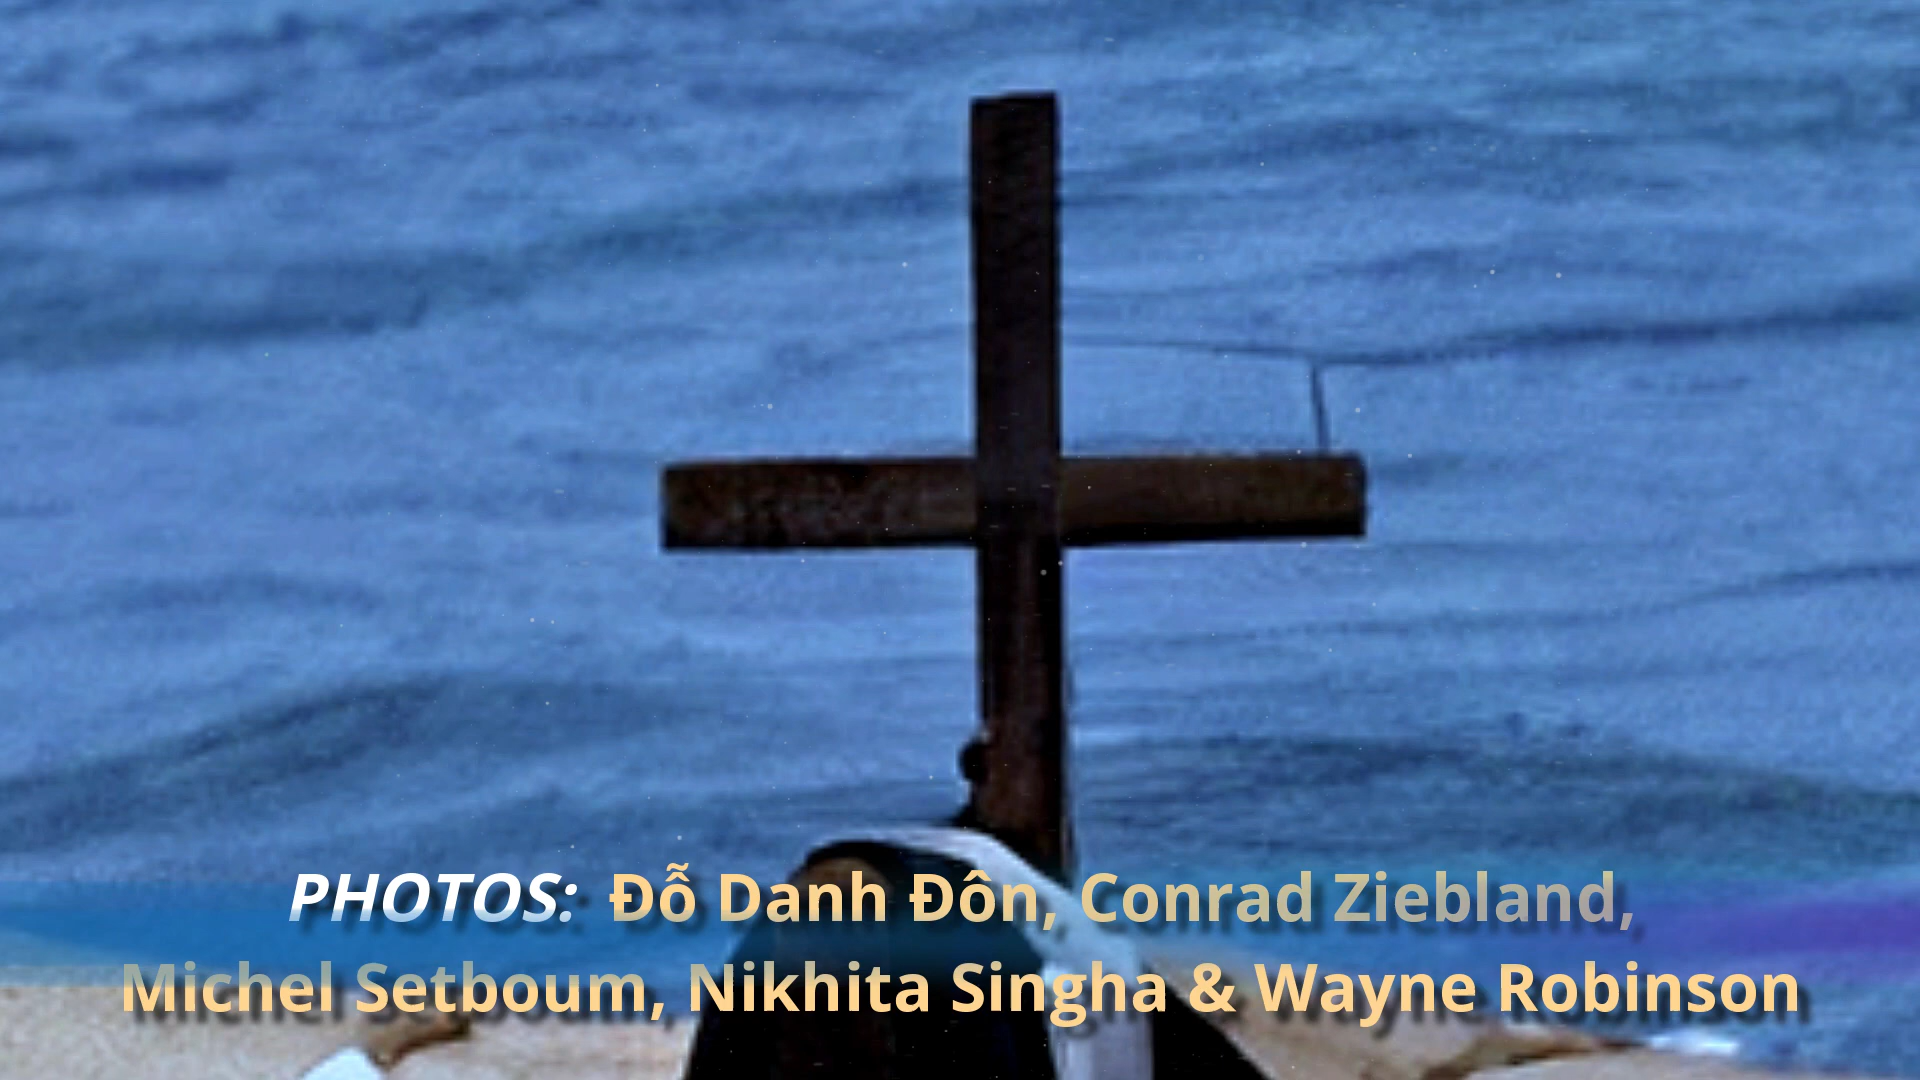 PHOTOS: Đỗ Danh Đôn, Conrad Ziebland,
Michel Setboum, Nikhita Singha & Wayne Robinson